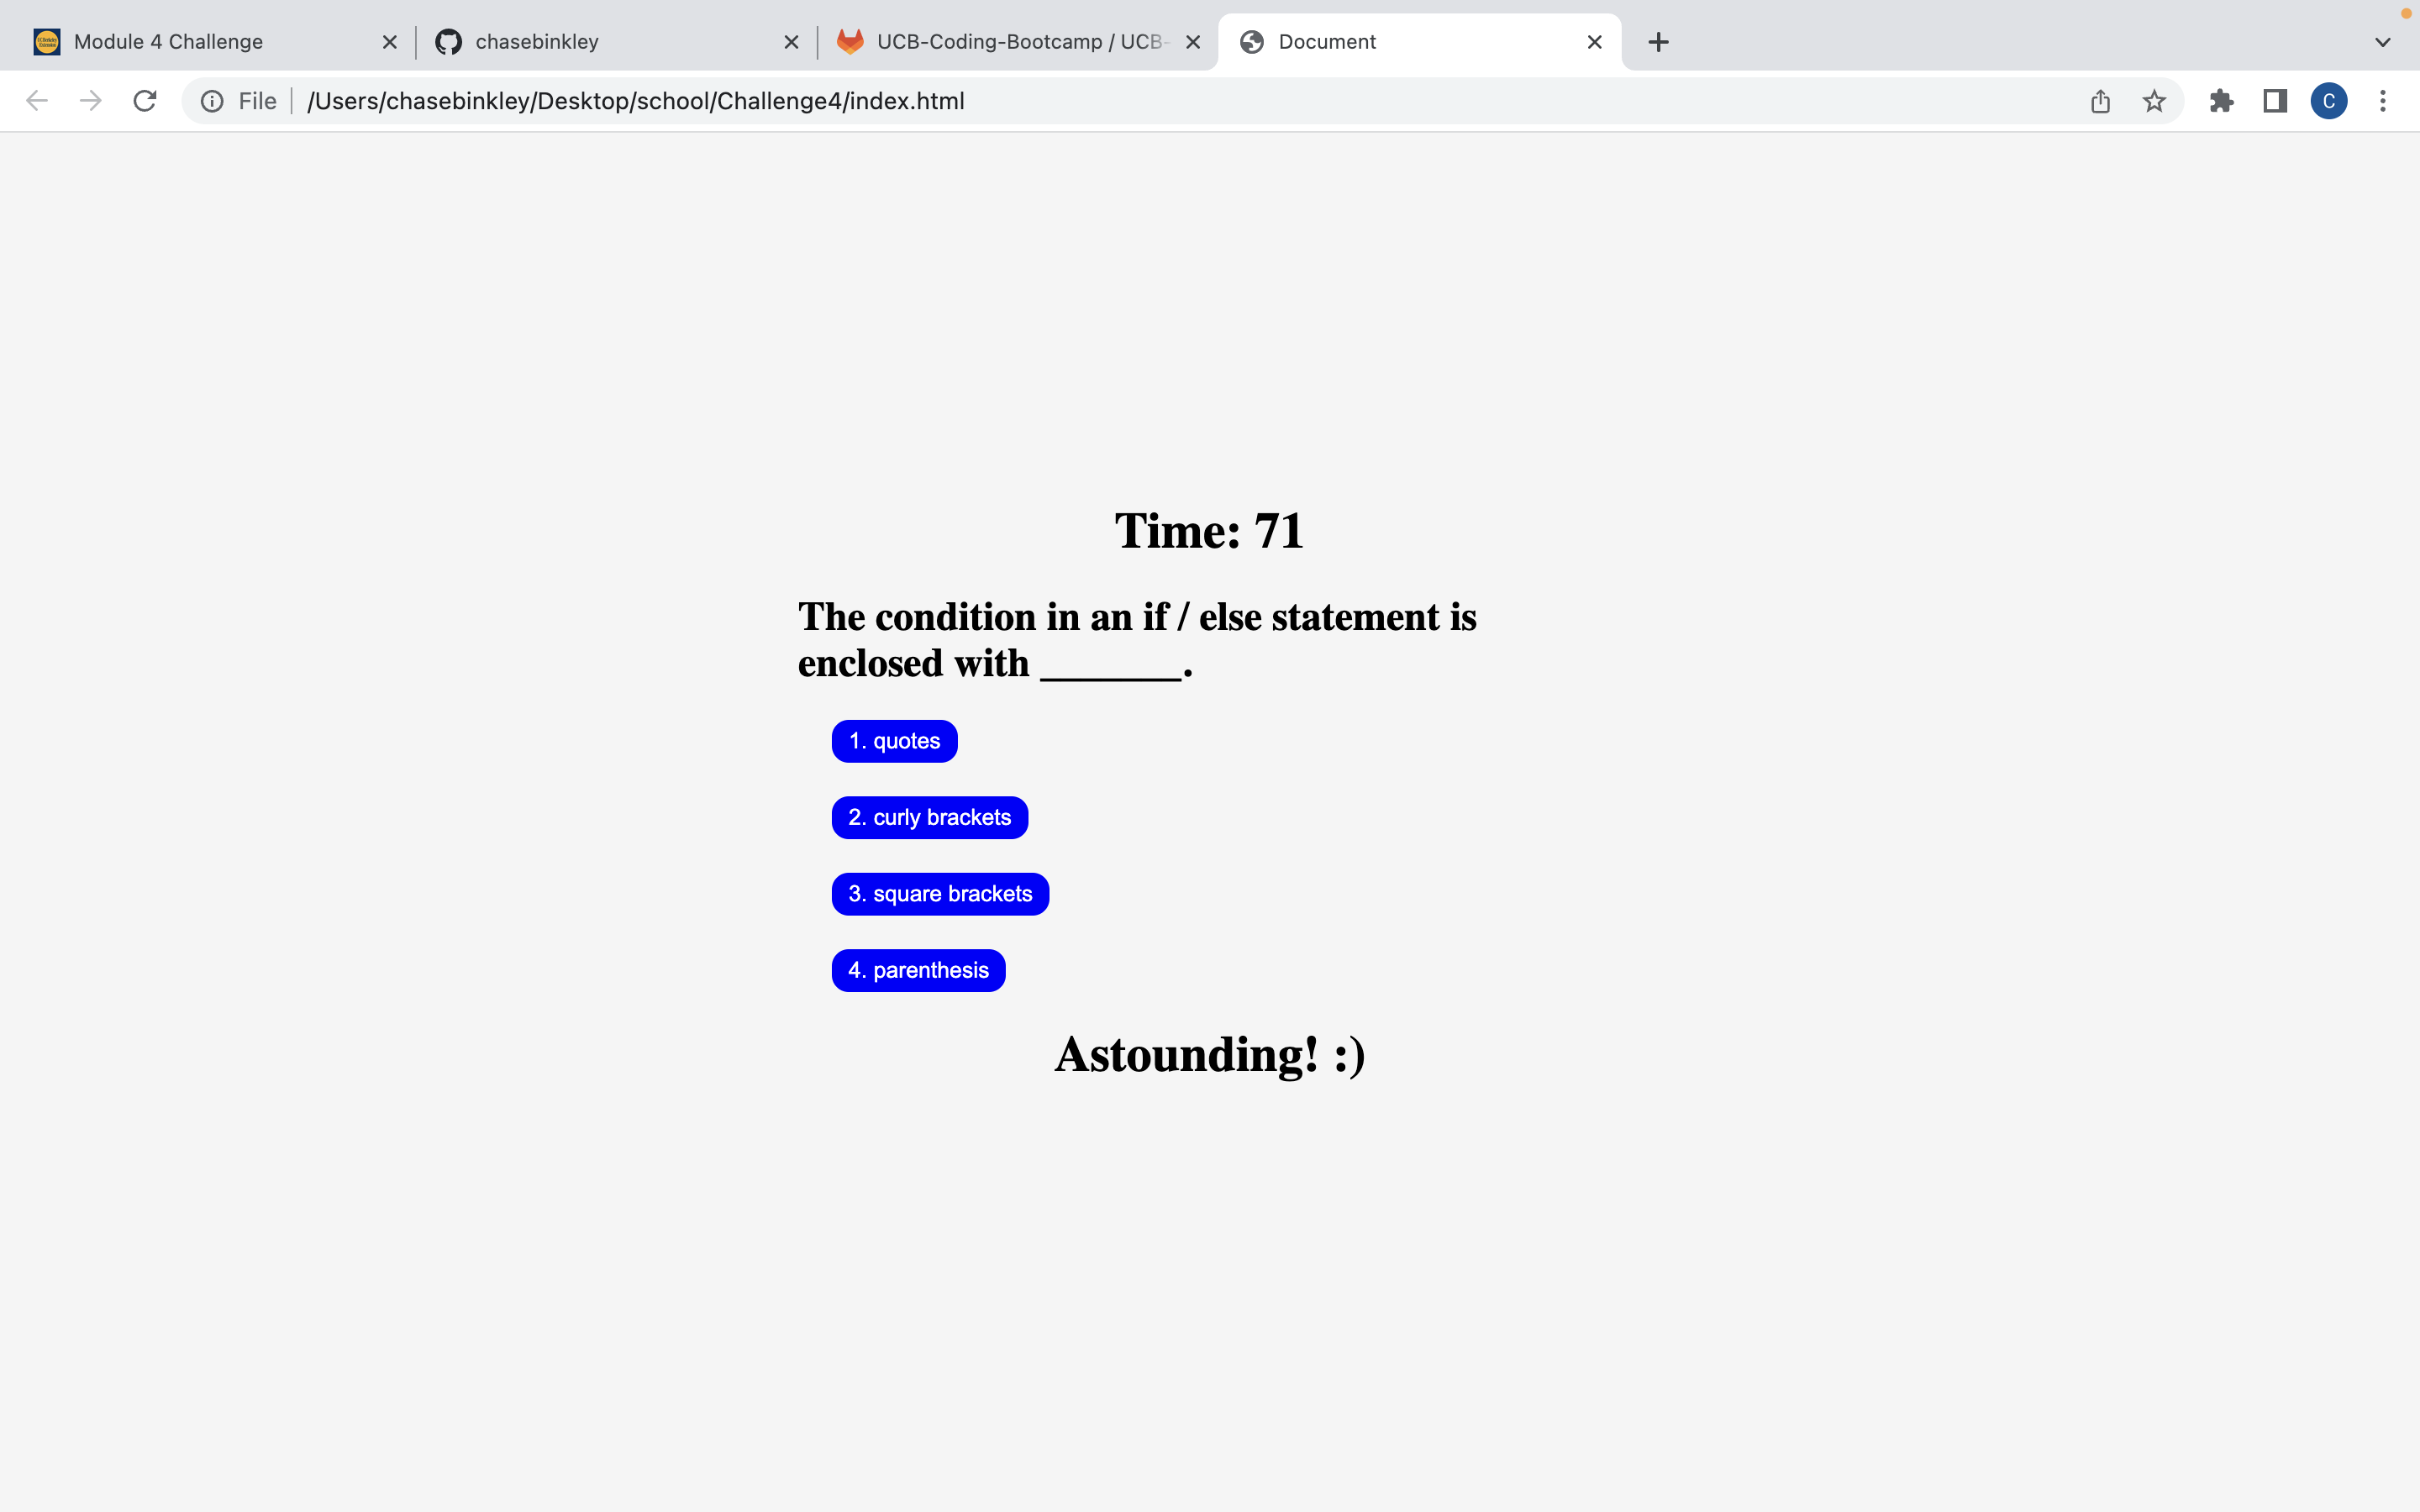 Module 4 Challenge
chasebinkley
UCB-Coding-Bootcamp / UCB-
Document
File
/Users/chasebinkley/Desktop/school/Challenge4/index.html
C
Time: 71
The condition in an if / else statement is
enclosed with _______.
1. quotes
2. curly brackets
3. square brackets
4. parenthesis
Astounding! :)